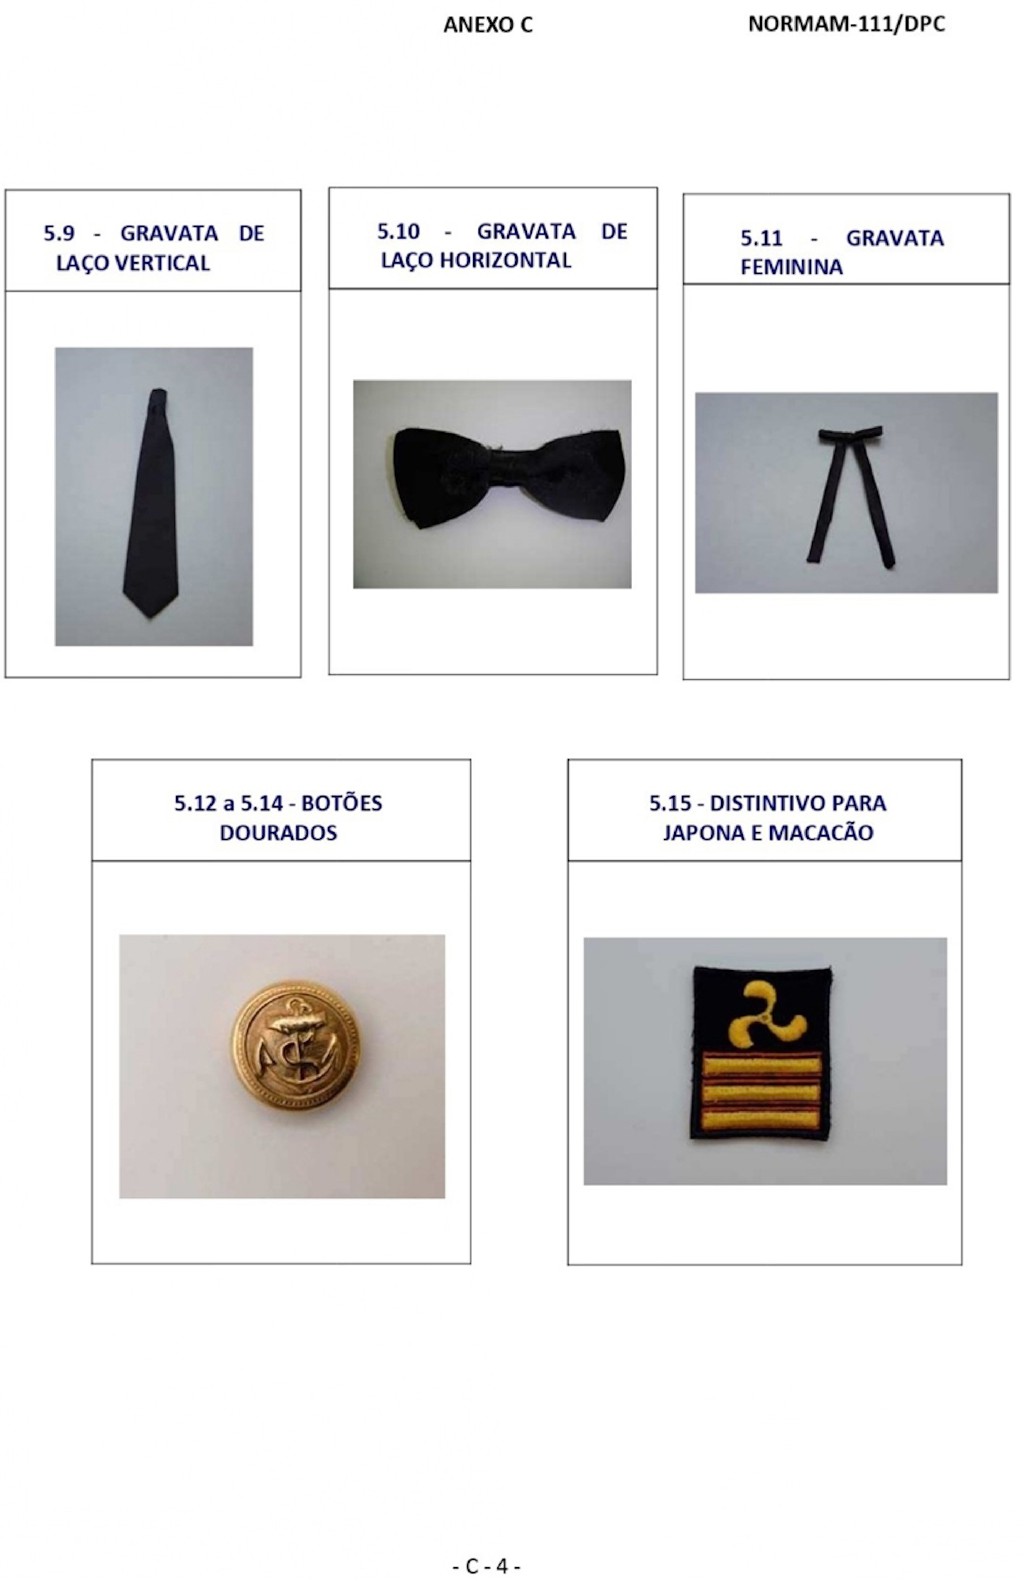 ANEXO C
NORMAM-111/DPC
5.9 - GRAVATA DE
LAÇO VERTICAL
5.10 - GRAVATA DE
LAÇO HORIZONTAL
5.11 - GRAVATA
FEMININA
5.12 a 5.14 - BOTÕES
DOURADOS
5.15 - DISTINTIVO PARA
JAPONA E MACACÃO
- C - 4 -